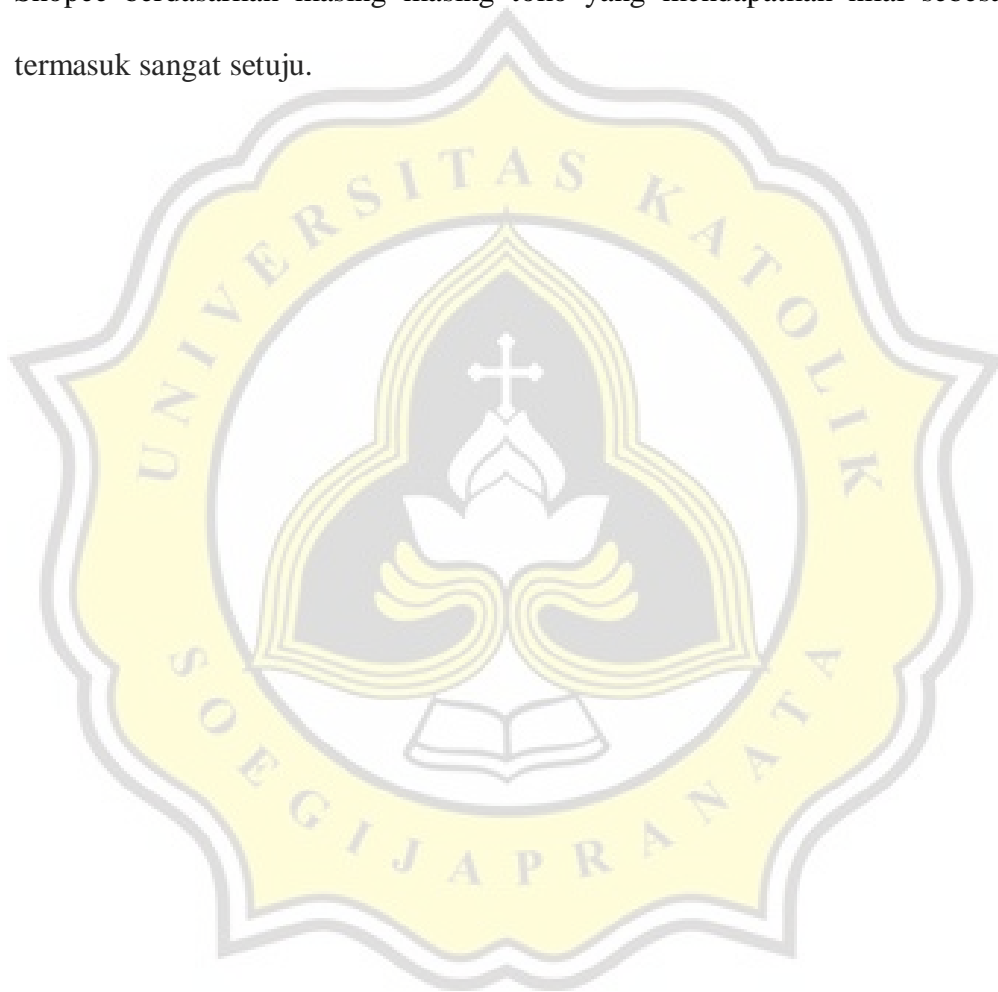 Shopee berdasarkan masing masing toko yang mendapatkan nilai
termasuk sangat setuju.
UNIVERSITAS KATOLIK
SOEGIJAPRANATA